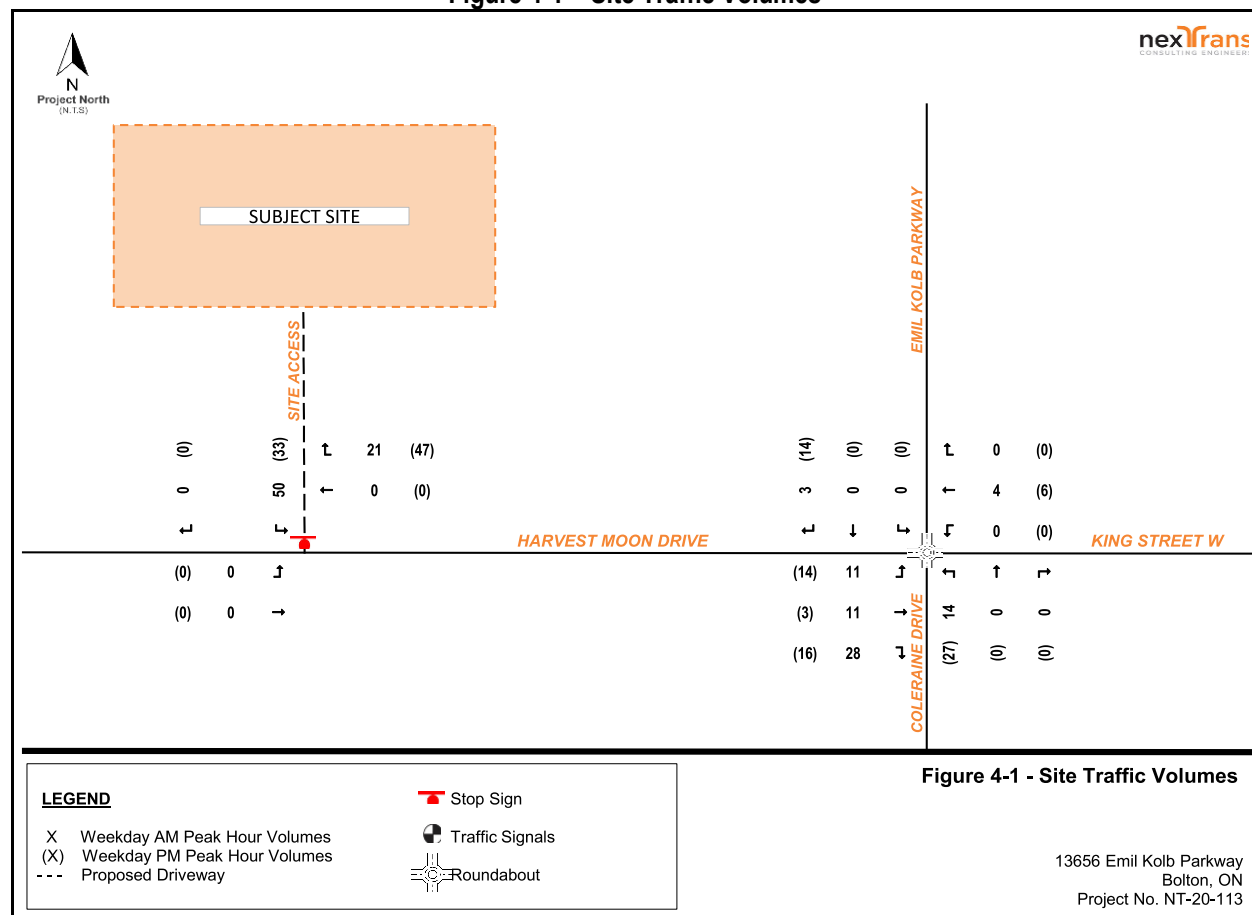 Figure 4-1 - Site Traffic Volumes
nexTrans
CONSULTING ENGINEERS
N
Project North
(N.T.S)
SUBJECT SITE
EMIL KOLB PARKWAY
SITE ACCESS
(0) (33) 21 (47)
0 50 0 (0)
(14) (0) (0) 0 (0)
3 0 0 4 (6)
0 (0)
HARVEST MOON DRIVE
KING STREET W
(0) 0
(0) 0
(14) 11
(3) 11 14 0 0
(16) 28 (27) (0) (0)
COLERAINE DRIVE
Figure 4-1 - Site Traffic Volumes
LEGEND
X Weekday AM Peak Hour Volumes
(X) Weekday PM Peak Hour Volumes
--- Proposed Driveway
Stop Sign
Traffic Signals
Roundabout
13656 Emil Kolb Parkway
Bolton, ON
Project No. NT-20-113